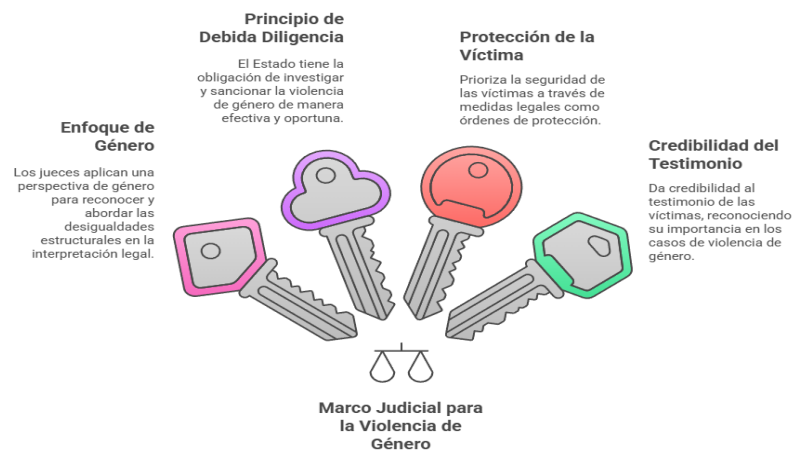 Principio de
Debida Diligencia
El Estado tiene la
obligación de investigar
y sancionar la violencia
de género de manera
efectiva y oportuna.
Protección de la
Víctima
Prioriza la seguridad de
las víctimas a través de
medidas legales como
órdenes de protección.
Enfoque de
Género
Los jueces aplican una
perspectiva de género
para reconocer y
abordar las
desigualdades
estructurales en la
interpretación legal.
Credibilidad del
Testimonio
Da credibilidad al
testimonio de las
víctimas, reconociendo
su importancia en los
casos de violencia de
género.
Marco Judicial para
la Violencia de
Género